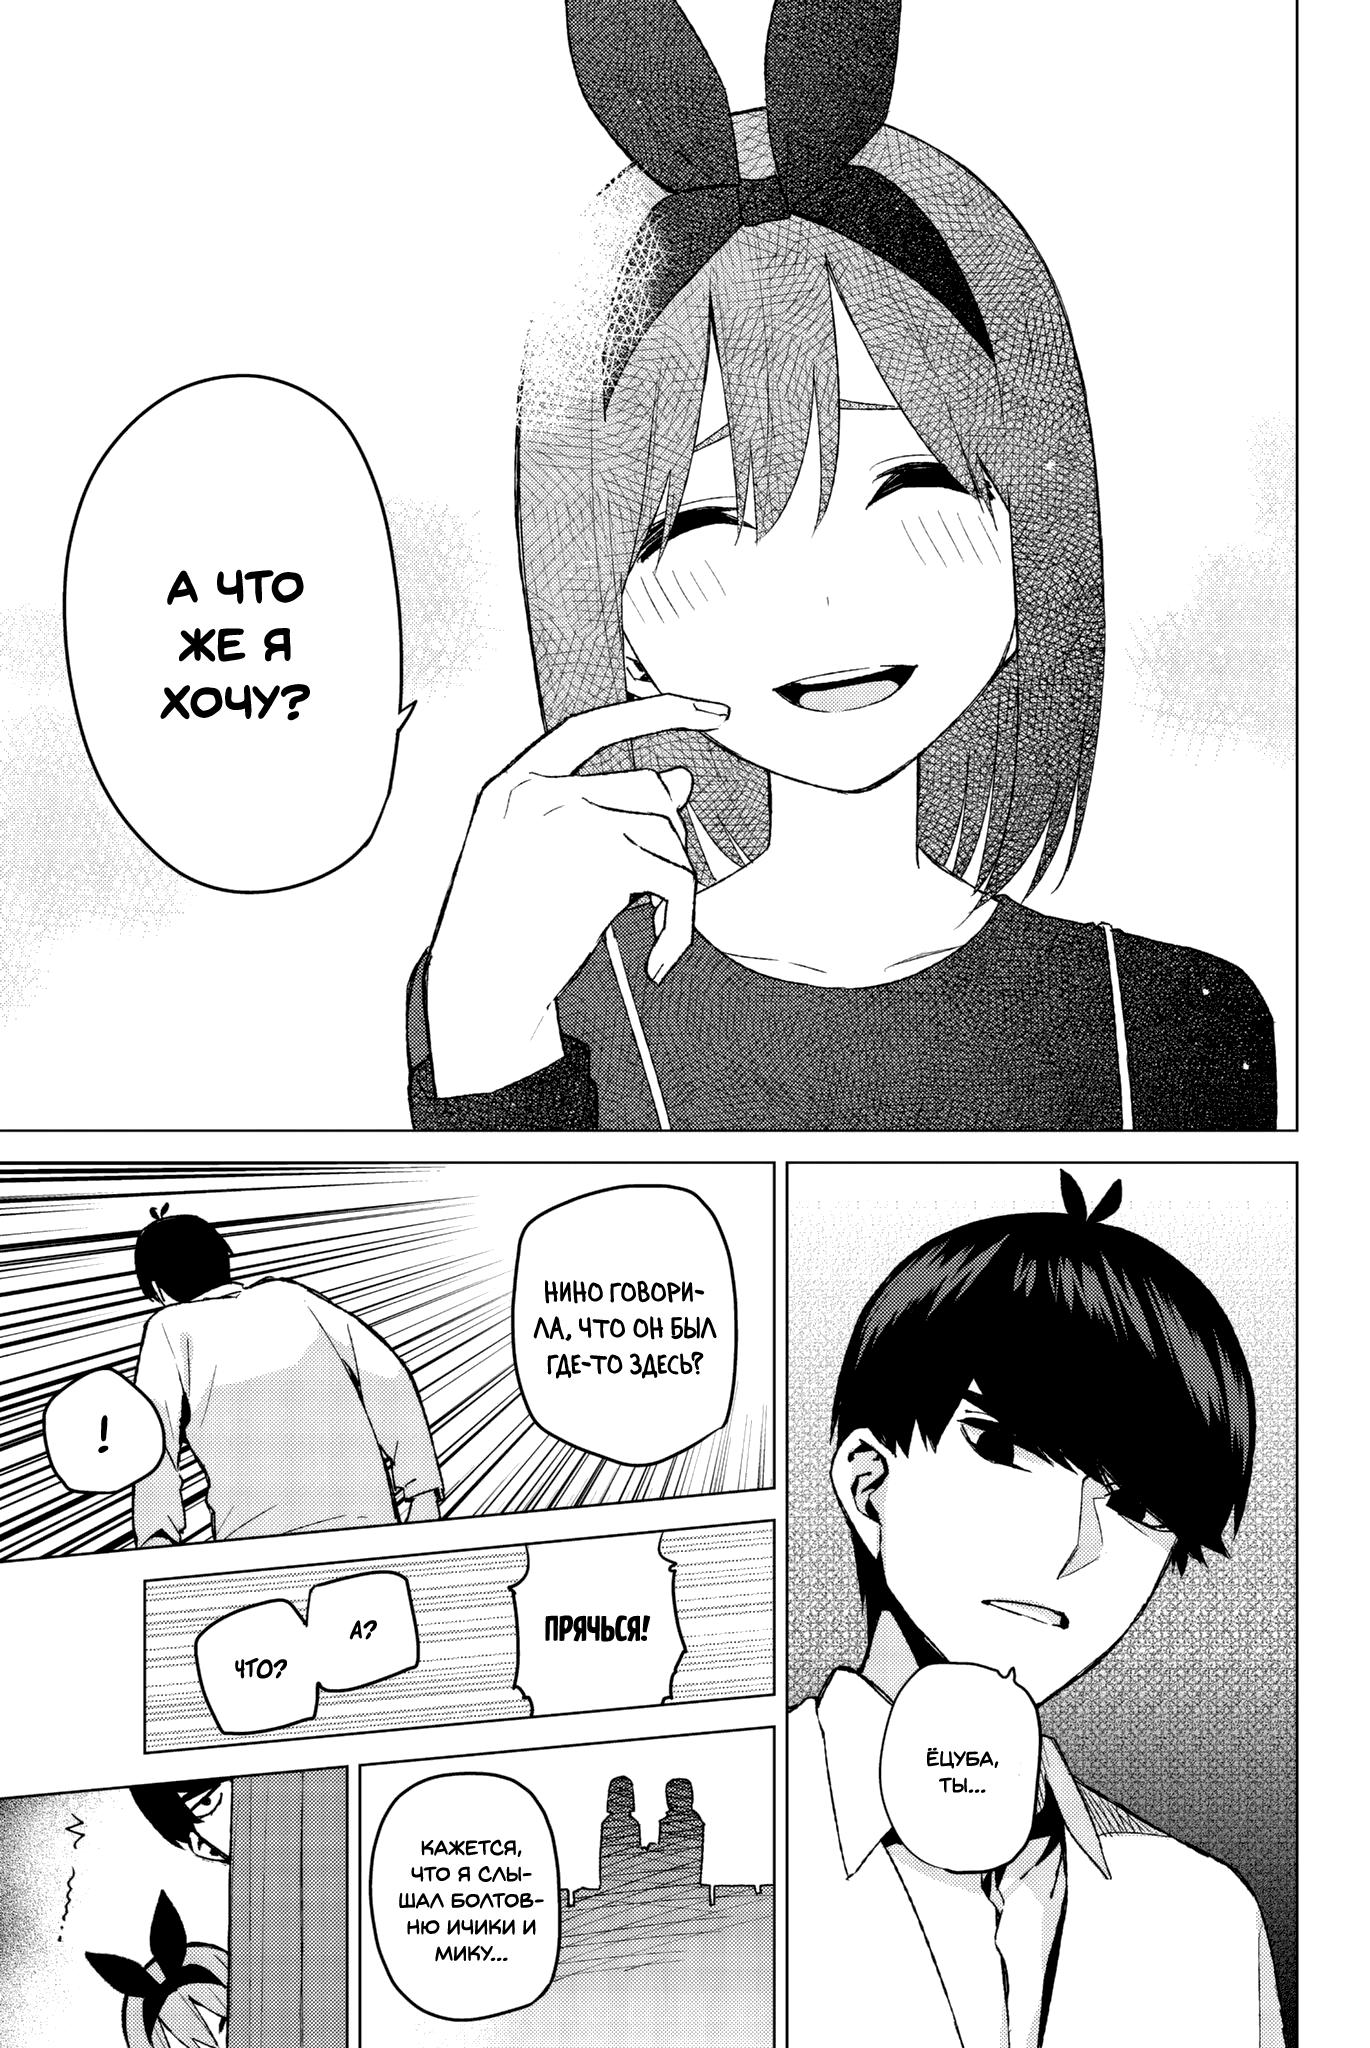 А ЧТО
ЖЕ Я
ХОЧУ?
ЁЦУБА,
ТЫ...
НИНО ГОВОРИ-
ЛА, ЧТО ОН БЫЛ
ГДЕ-ТО ЗДЕСЬ?
!
ПРЯЧЬСЯ!
А?
ЧТО?
КАЖЕТСЯ,
ЧТО Я СЛЫ-
ШАЛ БОЛТОВ-
НЮ ИЧИКИ И
МИКУ...